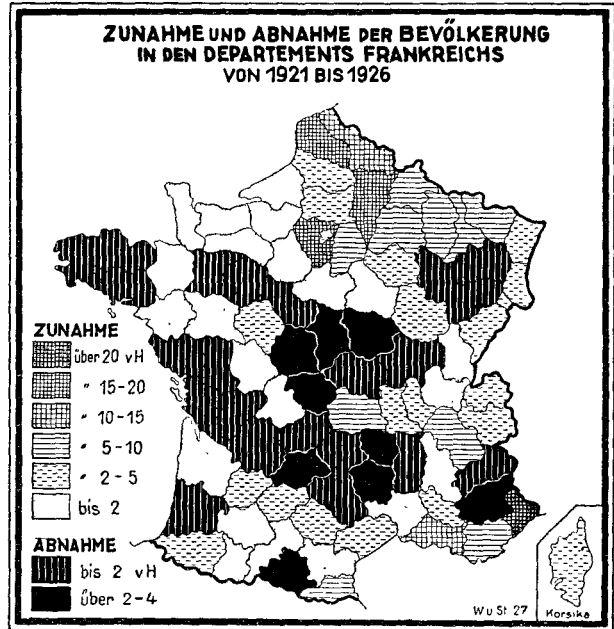 ZUNAHME UND ABNAHME DER BEVÖLKERUNG
IN DEN DEPARTEMENTS FRANKREICHS
VON 1921 BIS 1926
ZUNAHME
über 20 vH
" 15-20
" 10-15
" 5-10
" 2-5
bis 2
ABNAHME
bis 2 vH
über 2-4
W u St 27
Korsika